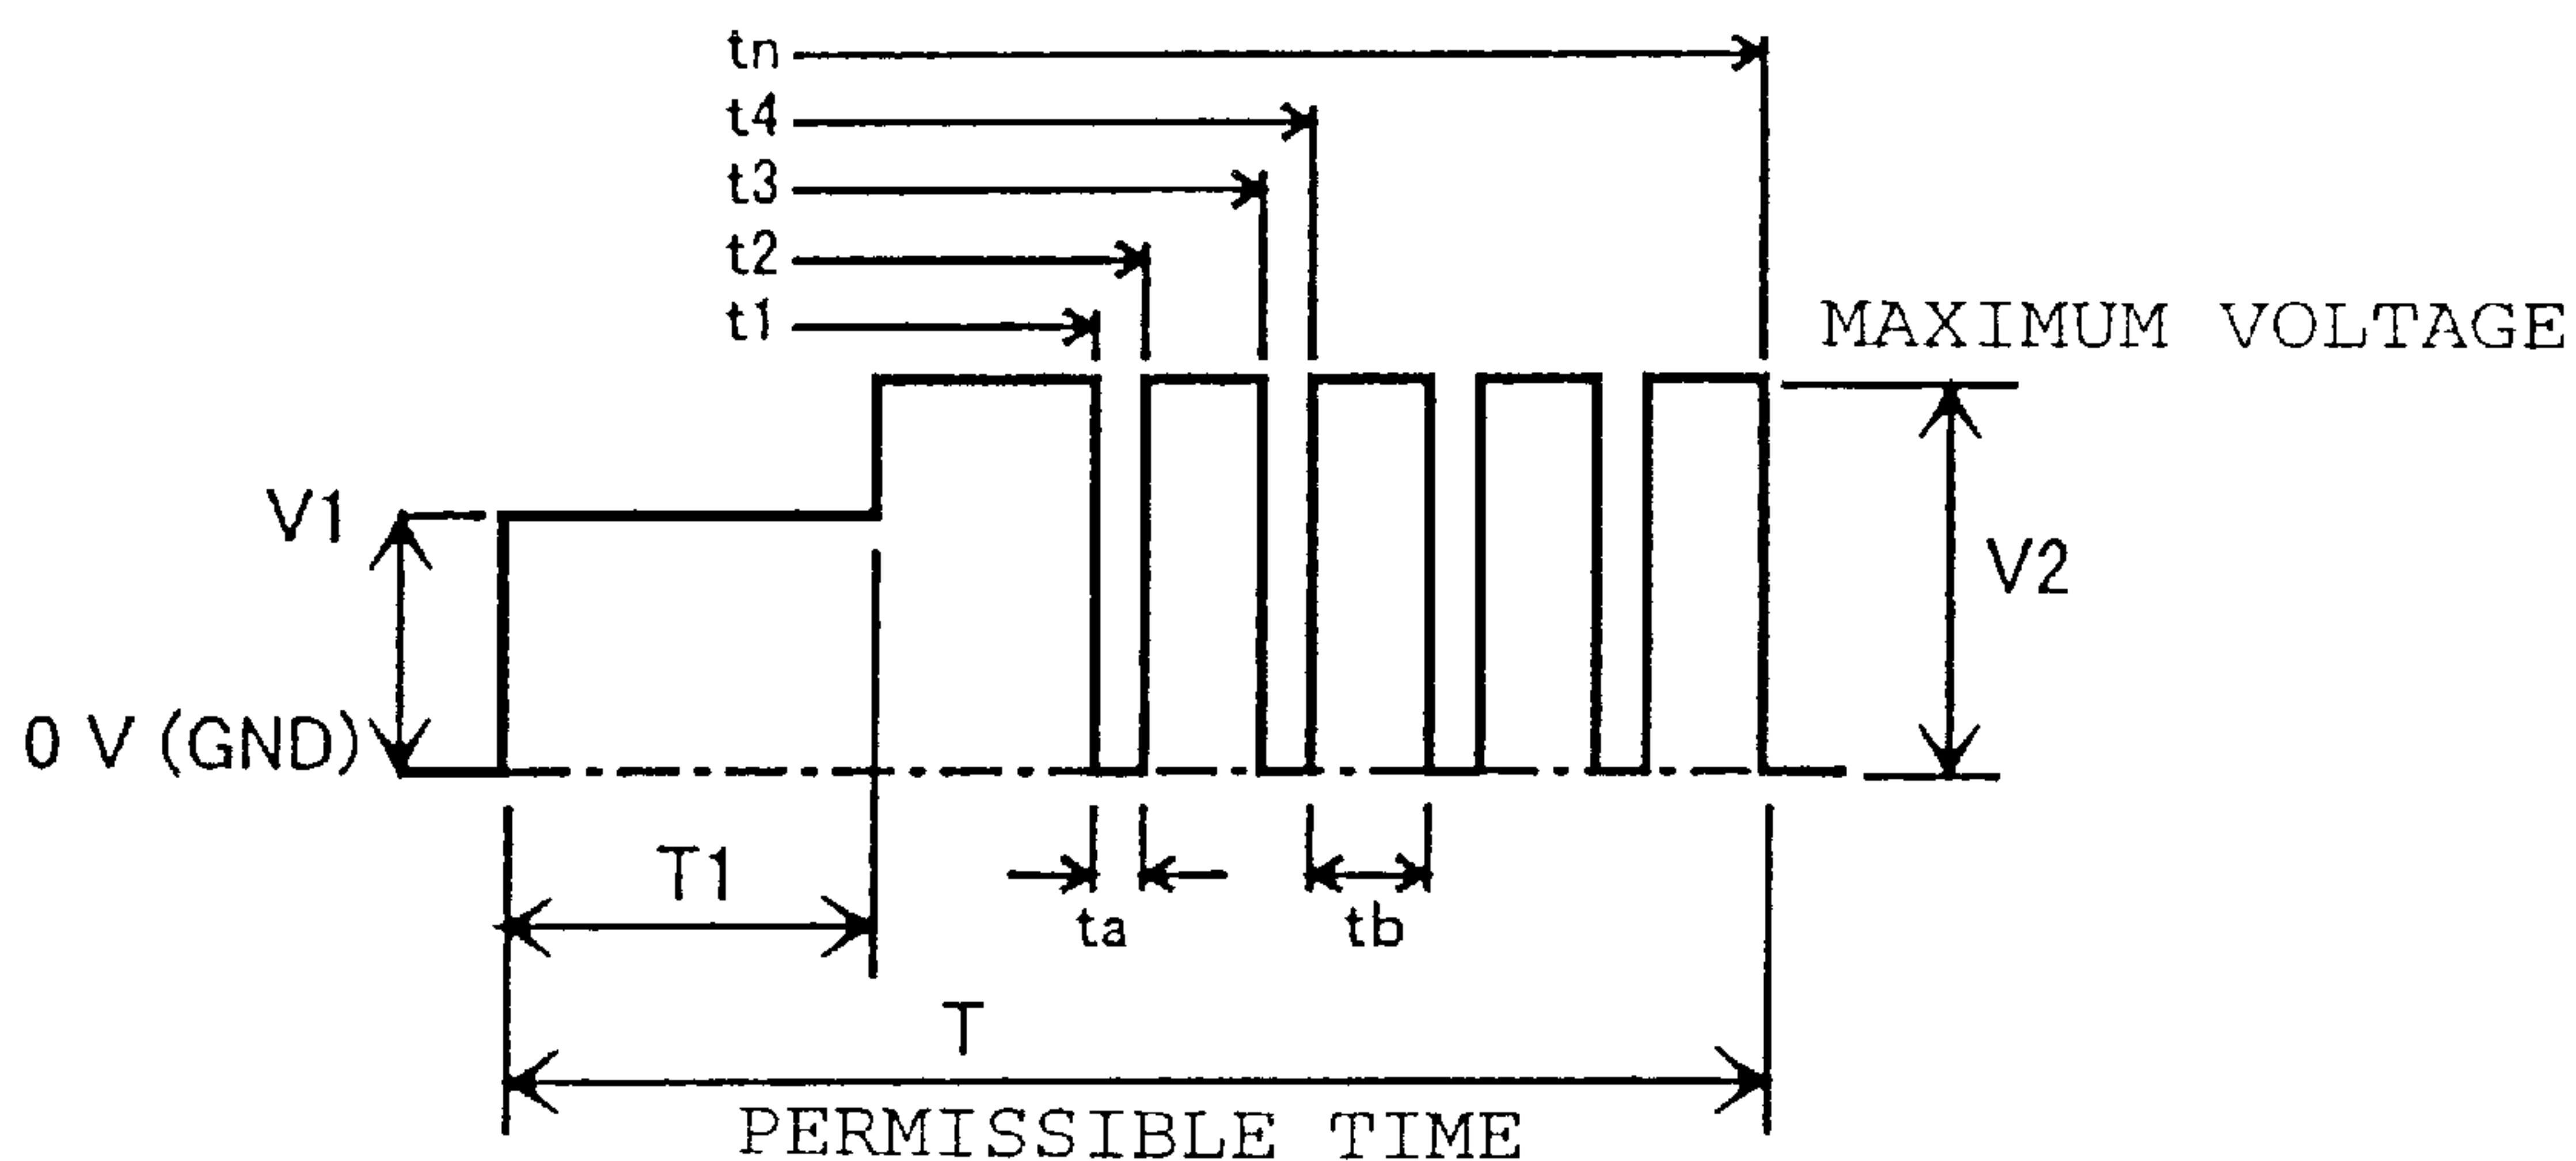 tn
t4
t3
t2
t1
MAXIMUM VOLTAGE
V1
V2
0 V (GND)
T1
ta
tb
T
PERMISSIBLE TIME